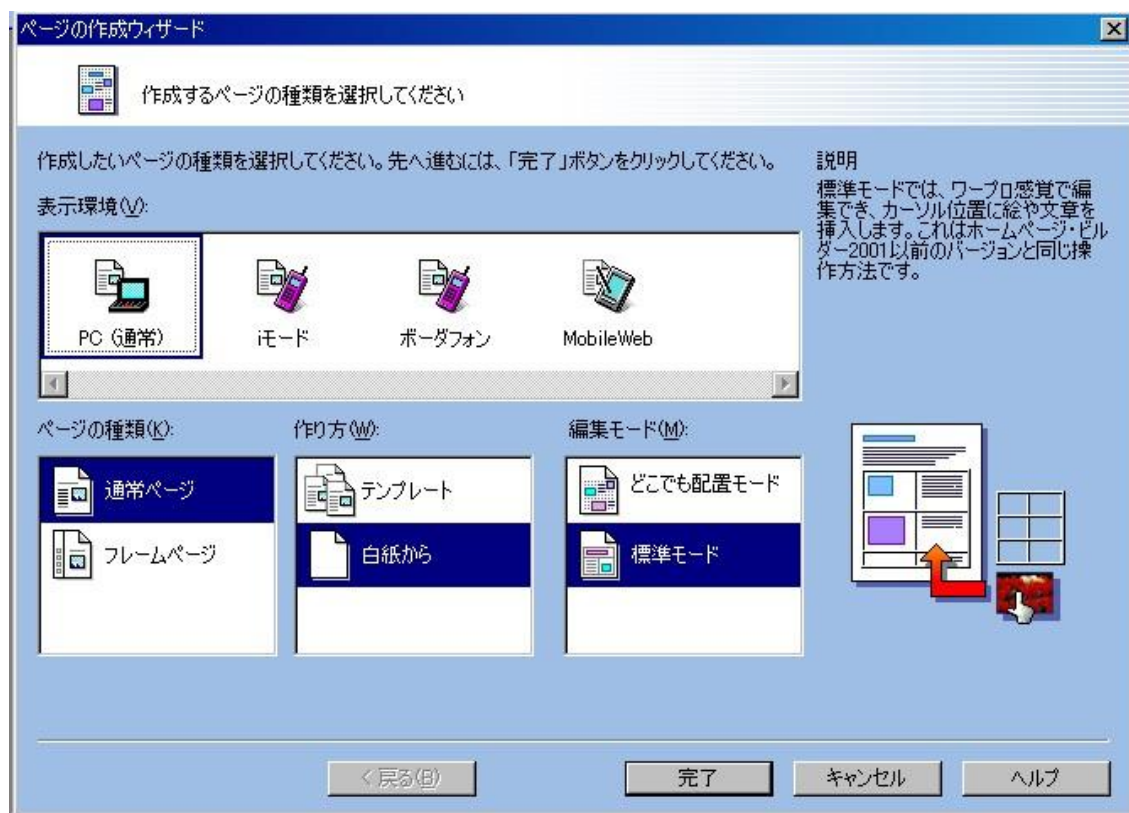 ページの作成ウィザード
作成するページの種類を選択してください
作成したいページの種類を選択してください。先へ進むには、「完了」ボタンをクリックしてください。
表示環境(V):
PC (通常)
iモード
ボーダフォン
MobileWeb
説明
標準モードでは、ワープロ感覚で編
集でき、カーソル位置に絵や文章を
挿入します。これはホームページ・ビル
ダー2001以前のバージョンと同じ操
作方法です。
ページの種類(K):
通常ページ
フレームページ
作り方(W):
テンプレート
白紙から
編集モード(M):
どこでも配置モード
標準モード
< 戻る(B)
完了
キャンセル
ヘルプ